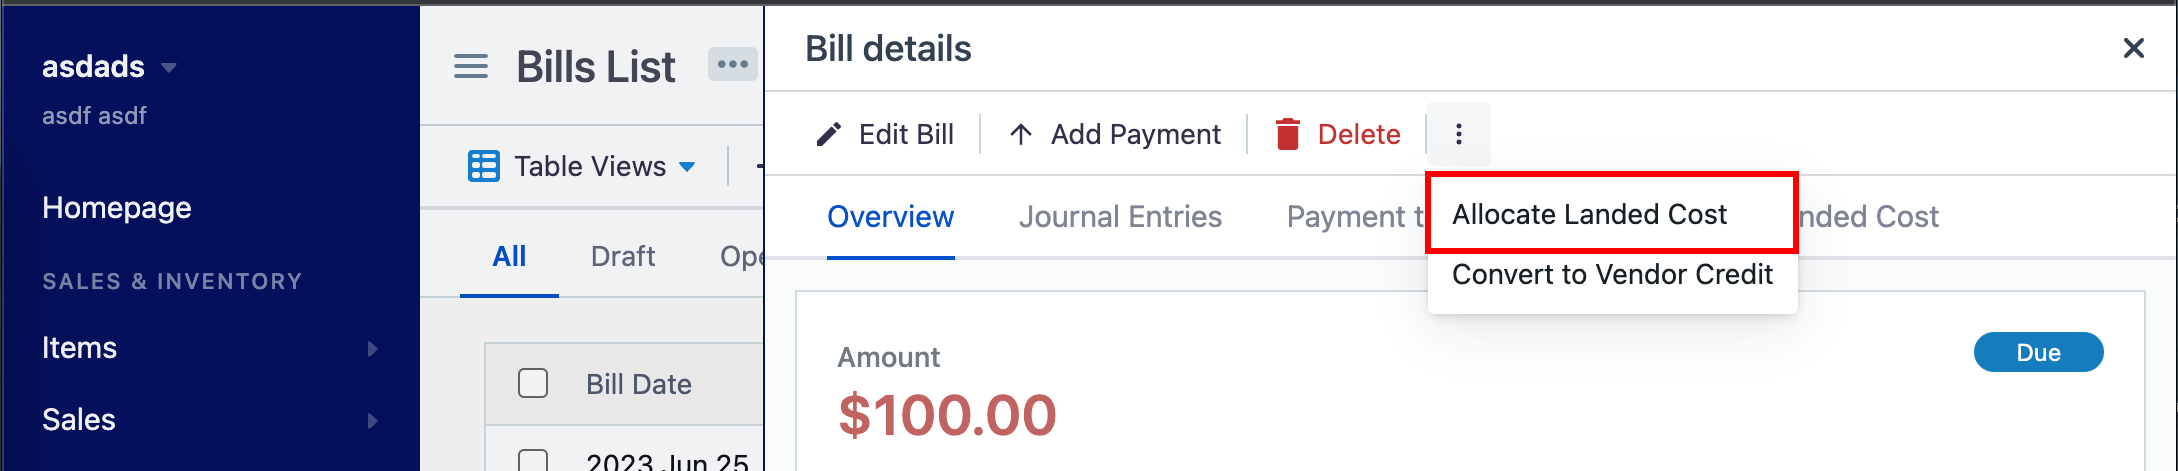 asdads
asdf asdf
Homepage
SALES & INVENTORY
Items
Sales
Bills List
Table Views
All
Draft
Bill Date
2023 Jun 25
Bill details
Edit Bill
Add Payment
Delete
Overview
Journal Entries
Payment
Allocate Landed Cost
Cost
Convert to Vendor Credit
Amount
Due
$100.00